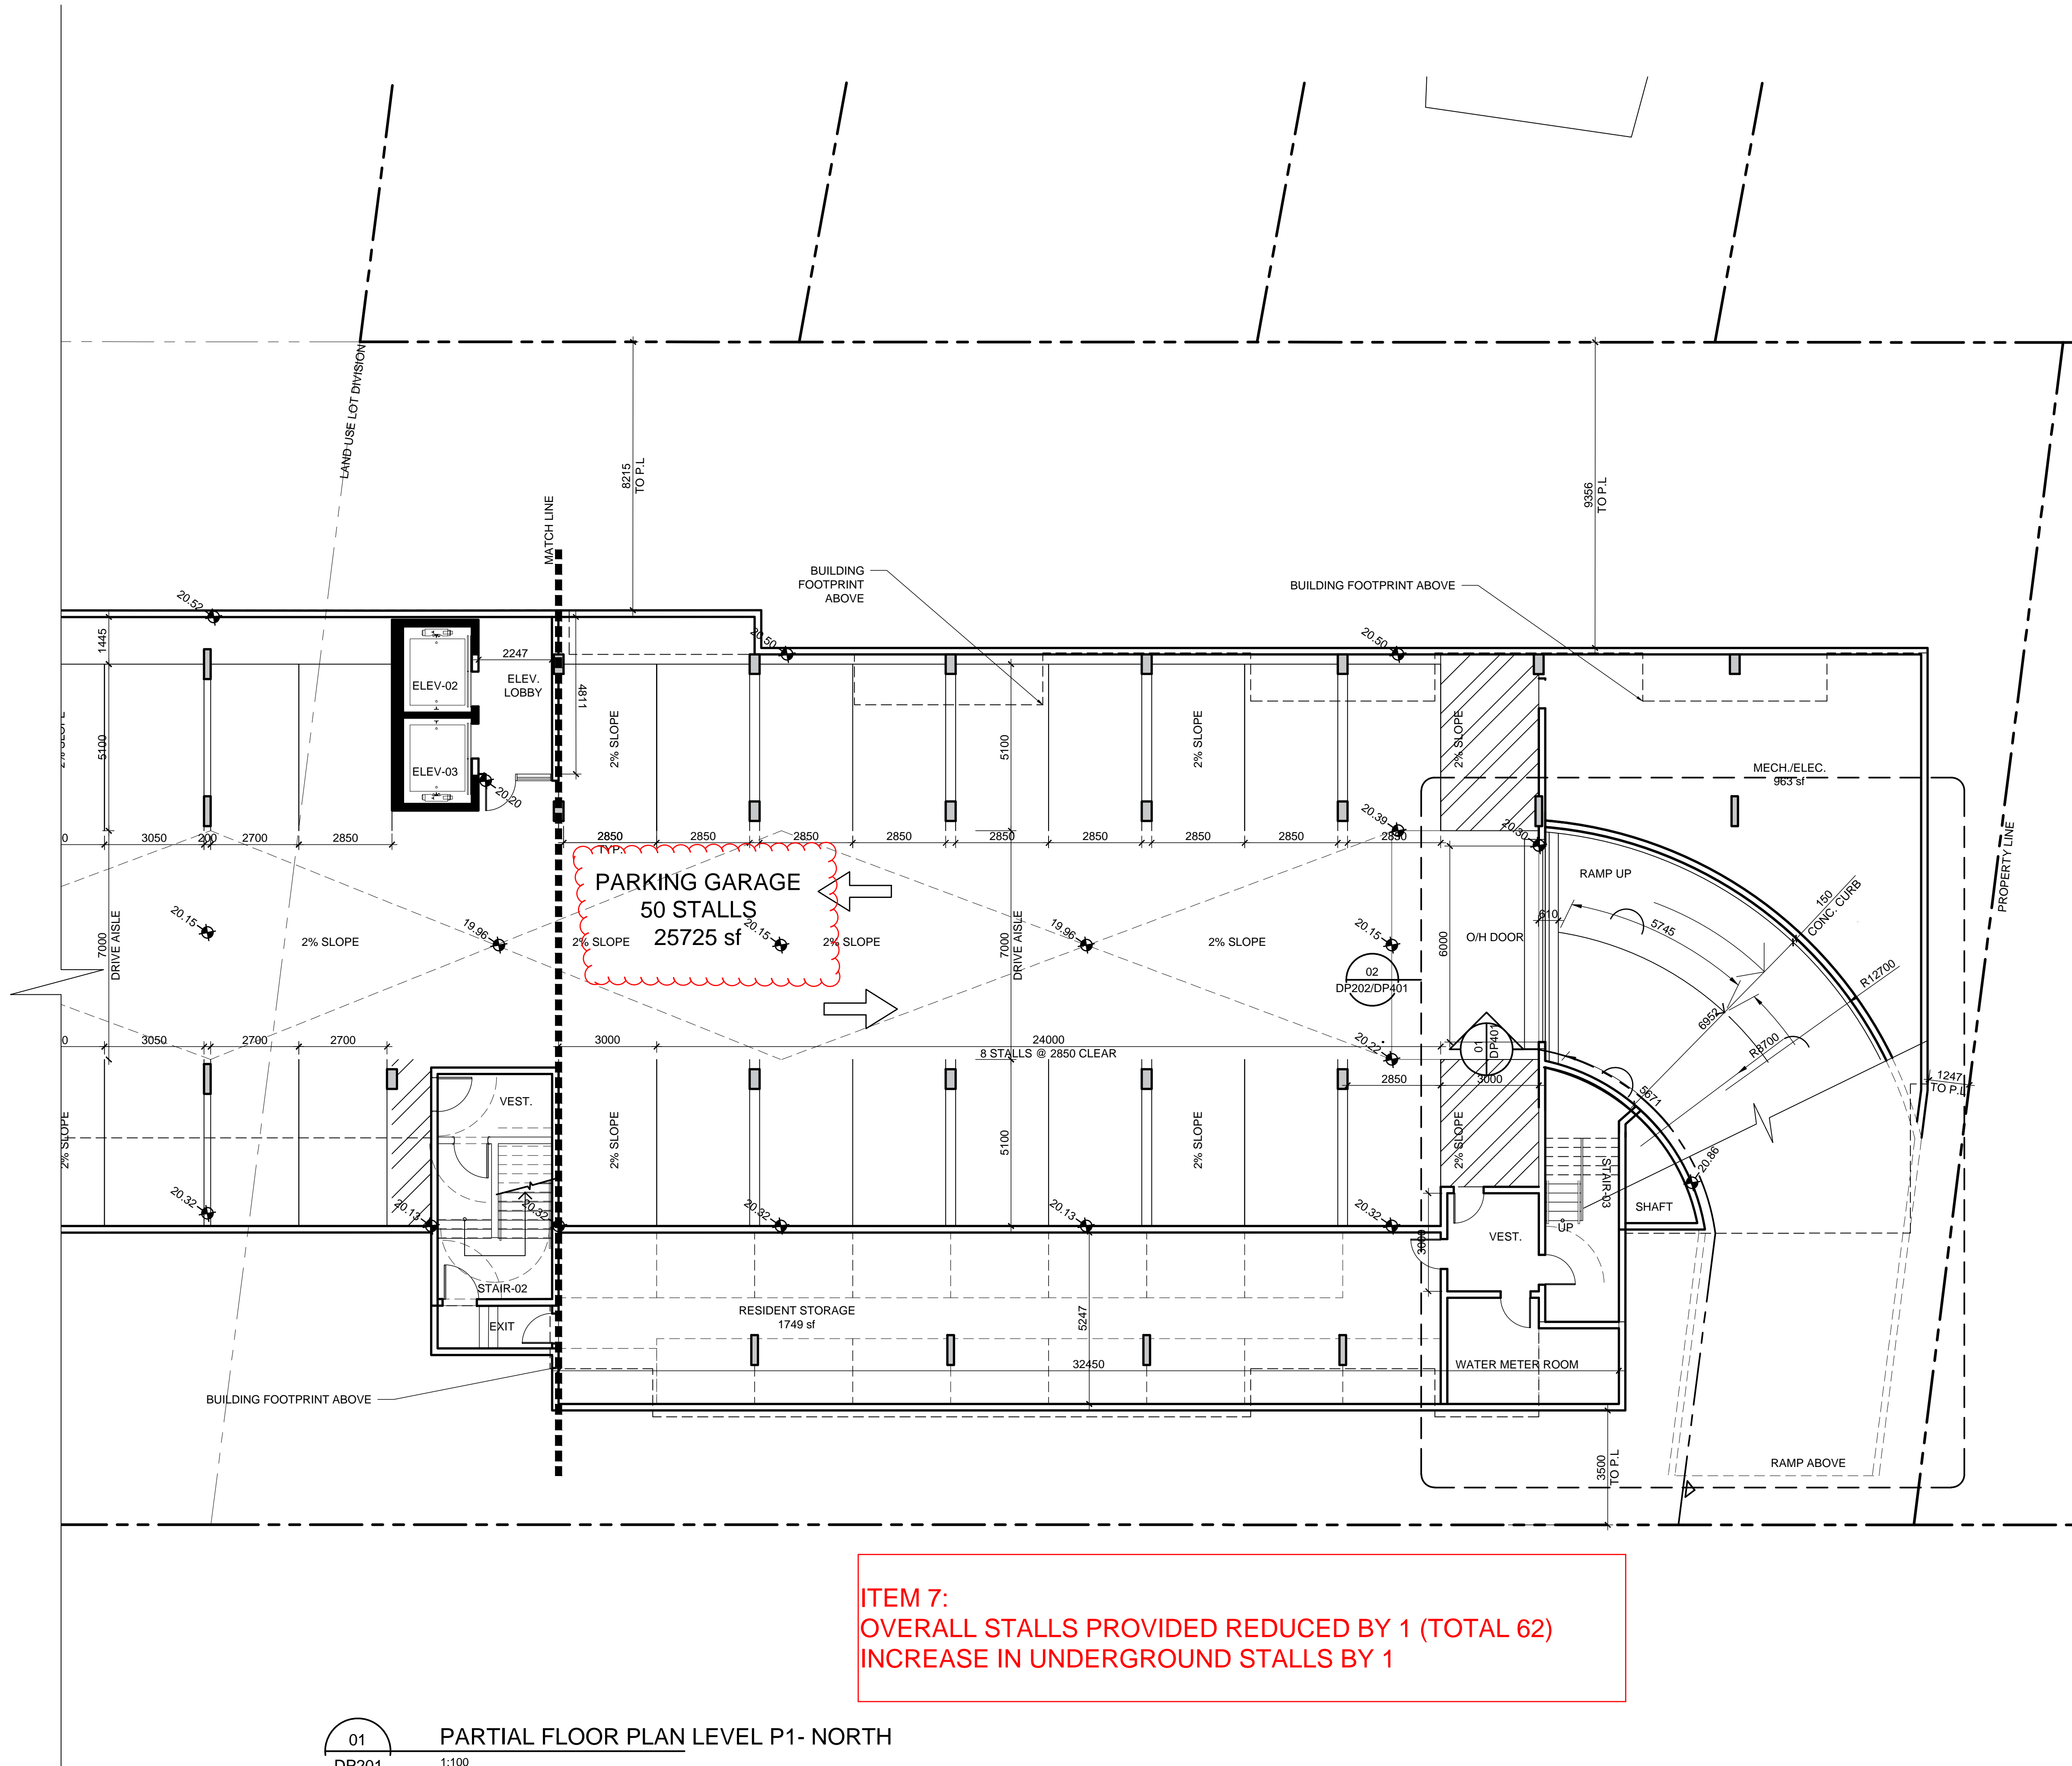 LAND USE LOT DIVISION
8215
TO P.L
9356
TO P.L
MATCH LINE
BUILDING
FOOTPRINT
ABOVE
BUILDING FOOTPRINT ABOVE
20.52
20.50
20.50
1445
2247
ELEV-02
ELEV.
LOBBY
4811
2% SLOPE
5100
2% SLOPE
5100
2% SLOPE
2% SLOPE
ELEV-03
20.20
MECH./ELEC.
963 sf
20.39
20.30
0
3050
200
2700
2850
2850
TYP.
2850
2850
2850
2850
2850
2850
2850
2850
PROPERTY LINE
RAMP UP
150
CONC. CURB
PARKING GARAGE
50 STALLS
25725 sf
20.15
19.96
20.15
19.96
20.15
7000
DRIVE AISLE
2% SLOPE
2% SLOPE
2% SLOPE
7000
DRIVE AISLE
2% SLOPE
6000
O/H DOOR
610
5745
R12700
02
DP202/DP401
6952
R8700
01
DP401
0
3050
2700
2700
3000
24000
8 STALLS @ 2850 CLEAR
20.22
2850
3000
5671
1247
TO P.L
VEST.
2% SLOPE
2% SLOPE
5100
2% SLOPE
2% SLOPE
STAIR-03
20.86
20.32
20.13
20.32
20.32
20.13
20.32
SHAFT
UP
VEST.
3000
STAIR-02
EXIT
RESIDENT STORAGE
1749 sf
5247
32450
WATER METER ROOM
BUILDING FOOTPRINT ABOVE
3500
TO P.L
RAMP ABOVE
ITEM 7:
OVERALL STALLS PROVIDED REDUCED BY 1 (TOTAL 62)
INCREASE IN UNDERGROUND STALLS BY 1
01
DP201
PARTIAL FLOOR PLAN LEVEL P1- NORTH
1:100